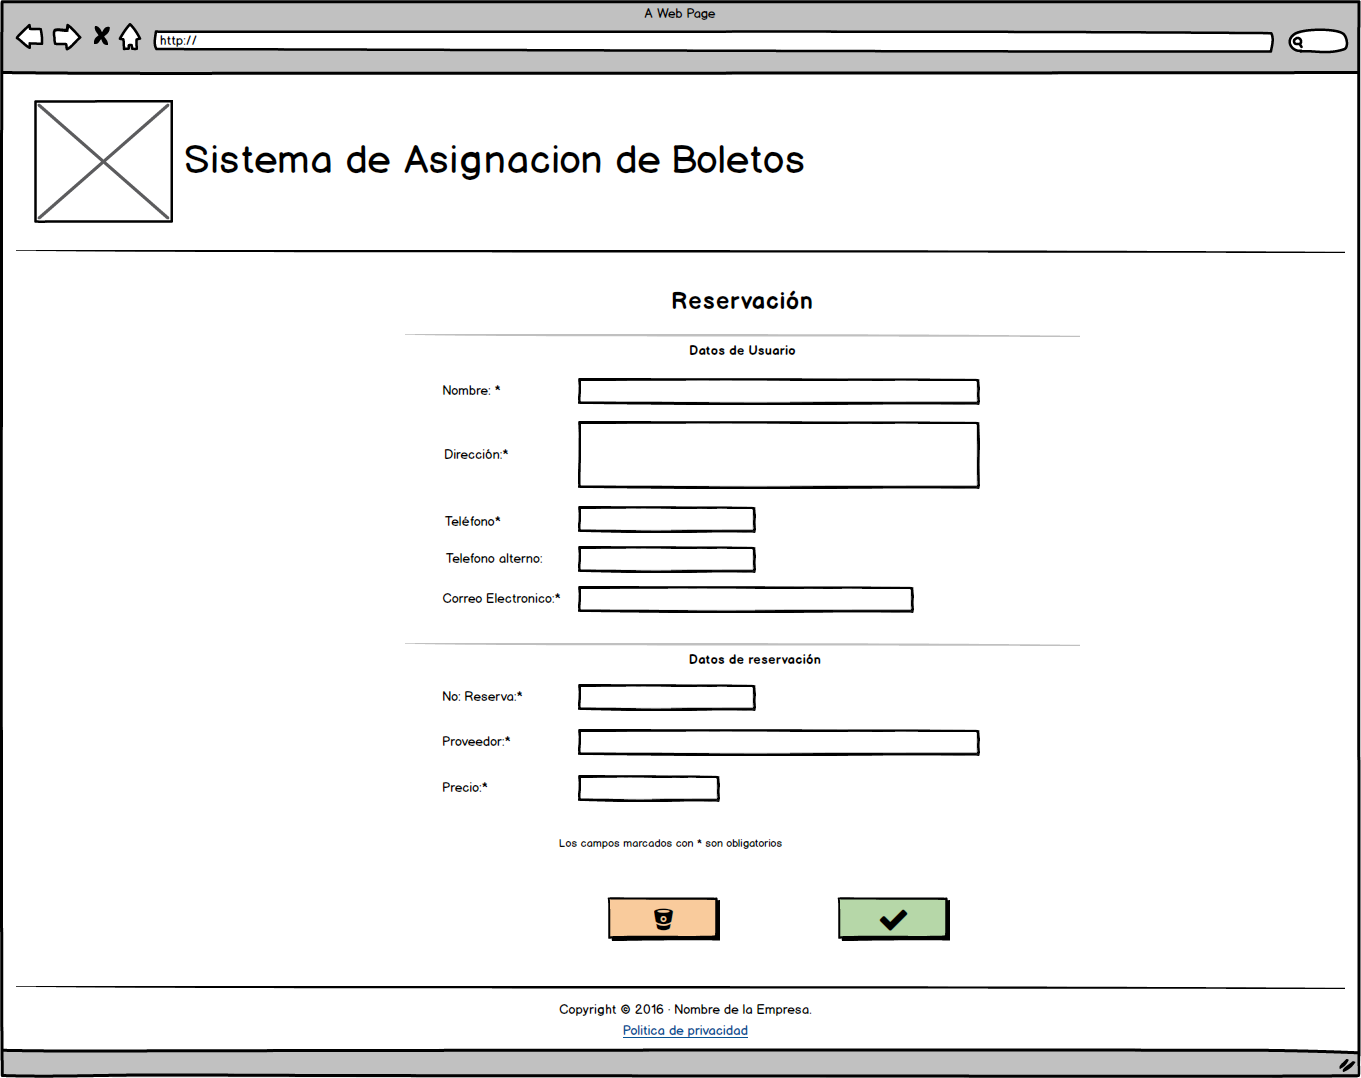 A Web Page
http://
Sistema de Asignacion de Boletos
Reservación
Datos de Usuario
Nombre: *
Dirección:*
Teléfono*
Telefono alterno:
Correo Electronico:*
Datos de reservación
No: Reserva:*
Proveedor:*
Precio:*
Los campos marcados con * son obligatorios
Copyright © 2016 · Nombre de la Empresa.
Politica de privacidad